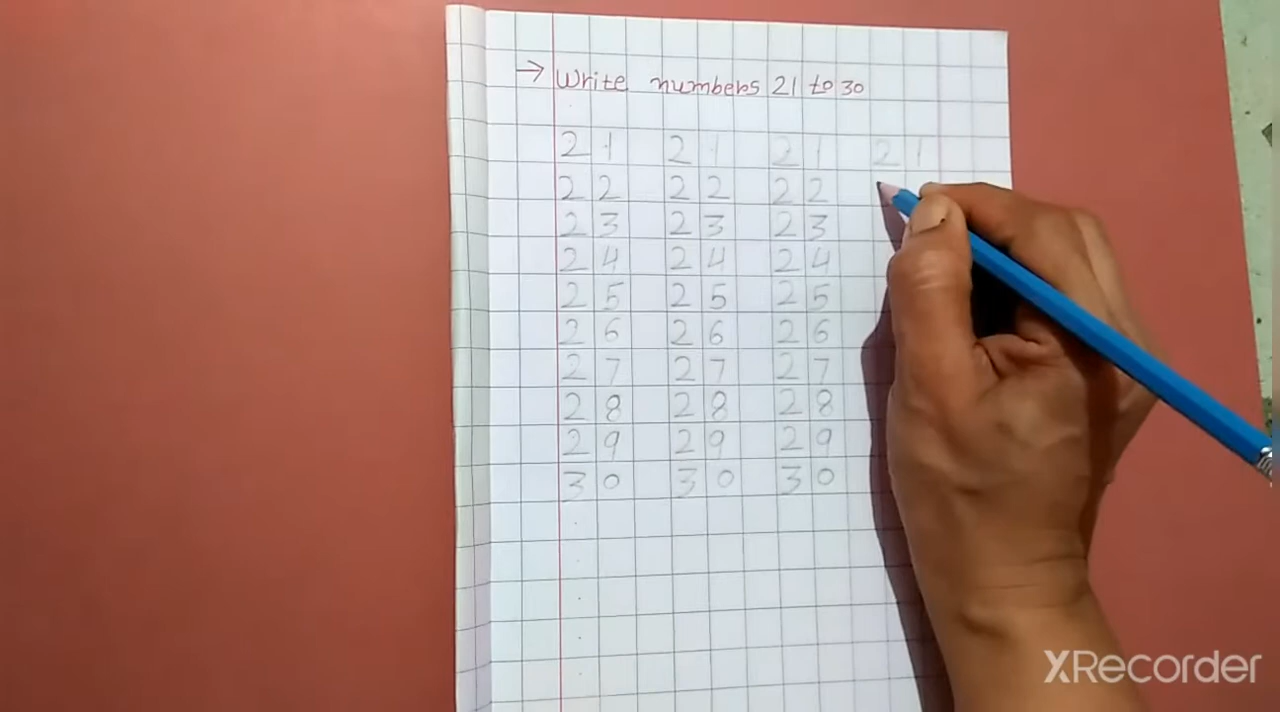 → Write numbers 21 to 30
21 21 21 21
22 22 22
23 23 23
24 24 24
25 25 25
26 26 26
27 27 27
28 28 28
29 29 29
30 30 30
XRecorder